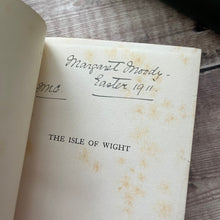 Margaret Moody.
Easter 1911.
THE ISLE OF WIGHT